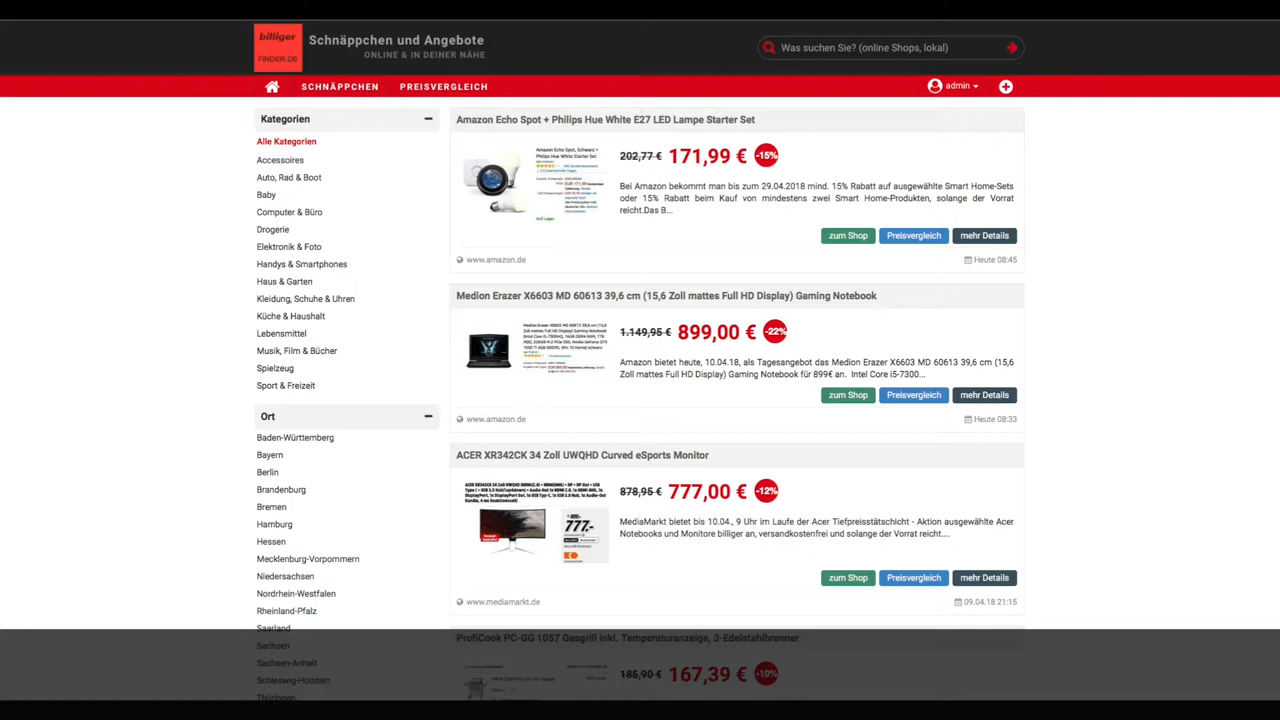 billiger
FINDER.DE
Schnäppchen und Angebote
ONLINE & IN DEINER NÄHE
Was suchen Sie? (online Shops, lokal)
SCHNÄPPCHEN
PREISVERGLEICH
admin
Kategorien
Alle Kategorien
Accessoires
Auto, Rad & Boot
Baby
Computer & Büro
Drogerie
Elektronik & Foto
Handys & Smartphones
Haus & Garten
Kleidung, Schuhe & Uhren
Küche & Haushalt
Lebensmittel
Musik, Film & Bücher
Spielzeug
Sport & Freizeit
Ort
Baden-Württemberg
Bayern
Berlin
Brandenburg
Bremen
Hamburg
Hessen
Mecklenburg-Vorpommern
Niedersachsen
Nordrhein-Westfalen
Rheinland-Pfalz
Saarland
Sachsen
Sachsen-Anhalt
Schleswig-Holstein
Thüringen
Amazon Echo Spot + Philips Hue White E27 LED Lampe Starter Set
Amazon Echo Spot, Schwarz +
Philips Hue White Starter Set
Auf Lager
202,77 € 171,99 € -15%
Bei Amazon bekommt man bis zum 29.04.2018 mind. 15% Rabatt auf ausgewählte Smart Home-Sets
oder 15% Rabatt beim Kauf von mindestens zwei Smart Home-Produkten, solange der Vorrat
reicht.Das B...
zum Shop
Preisvergleich
mehr Details
www.amazon.de
Heute 08:45
Medion Erazer X6603 MD 60613 39,6 cm (15,6 Zoll mattes Full HD Display) Gaming Notebook
1.149,95 € 899,00 € -22%
Amazon bietet heute, 10.04.18, als Tagesangebot das Medion Erazer X6603 MD 60613 39,6 cm (15,6
Zoll mattes Full HD Display) Gaming Notebook für 899€ an. Intel Core i5-7300...
zum Shop
Preisvergleich
mehr Details
www.amazon.de
Heute 08:33
ACER XR342CK 34 Zoll UWQHD Curved eSports Monitor
777.-
878,95 € 777,00 € -12%
MediaMarkt bietet bis 10.04., 9 Uhr im Laufe der Acer Tiefpreisstätschicht - Aktion ausgewählte Acer
Notebooks und Monitore billiger an, versandkostenfrei und solange der Vorrat reicht....
zum Shop
Preisvergleich
mehr Details
www.mediamarkt.de
09.04.18 21:15
ProfiCook PC-GG 1057 Gasgrill inkl. Temperaturanzeige, 3-Edelstahlbrenner
185,90 € 167,39 € -10%